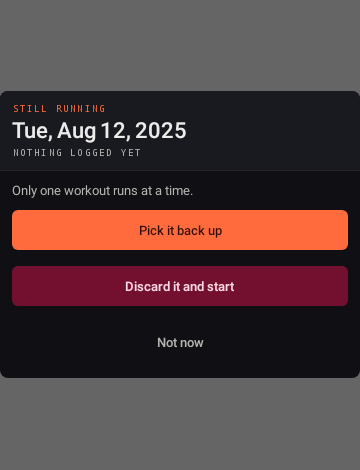 STILL RUNNING
Tue, Aug 12, 2025
NOTHING LOGGED YET
Only one workout runs at a time.
Pick it back up
Discard it and start
Not now